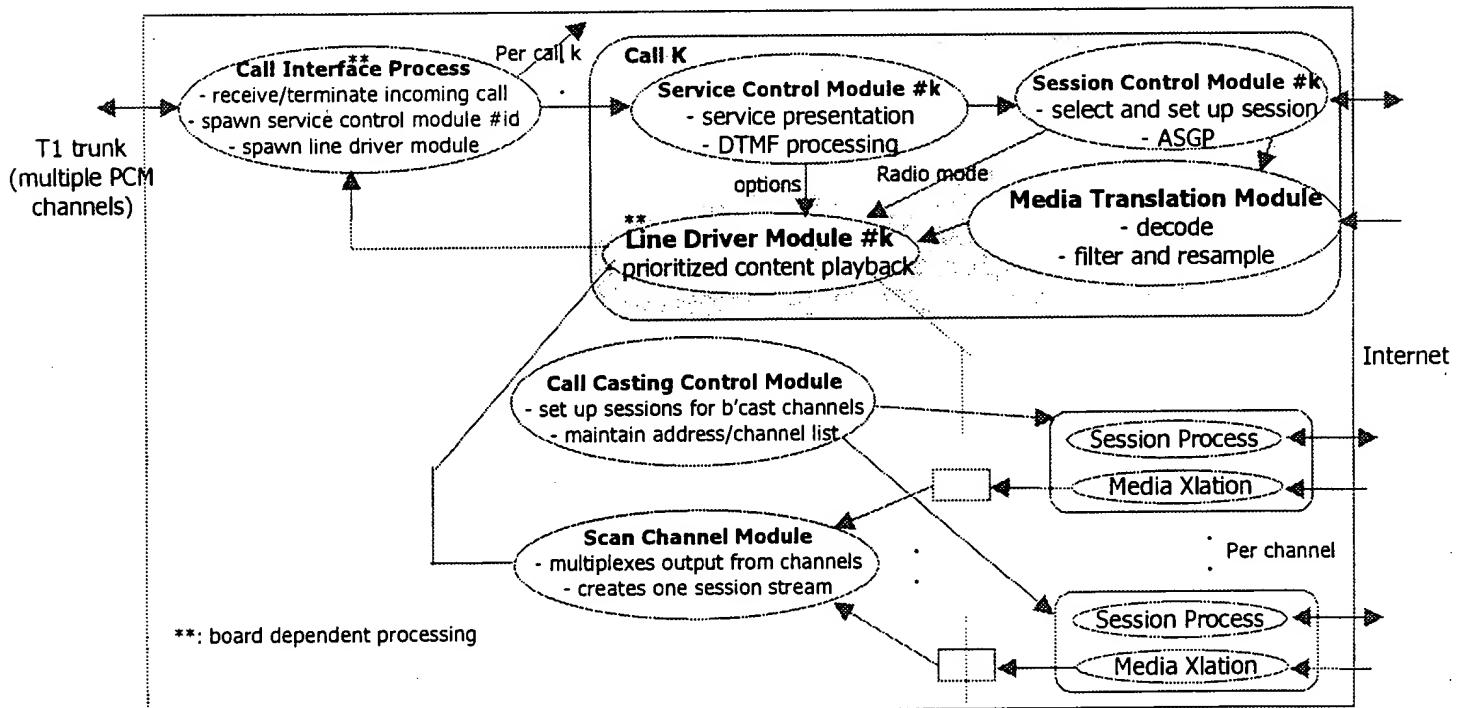 Per call k
**
Call Interface Process
- receive/terminate incoming call
- spawn service control module #id
- spawn line driver module
T1 trunk
(multiple PCM
channels)
Call K
Service Control Module #k
- service presentation
- DTMF processing
Session Control Module #k
- select and set up session
- ASGP
options
Radio mode
Media Translation Module
- decode
- filter and resample
**
Line Driver Module #k
prioritized content playback
Internet
Call Casting Control Module
- set up sessions for b'cast channels
- maintain address/channel list
Session Process
Media Xlation
Scan Channel Module
- multiplexes output from channels
- creates one session stream
Per channel
Session Process
Media Xlation
**: board dependent processing